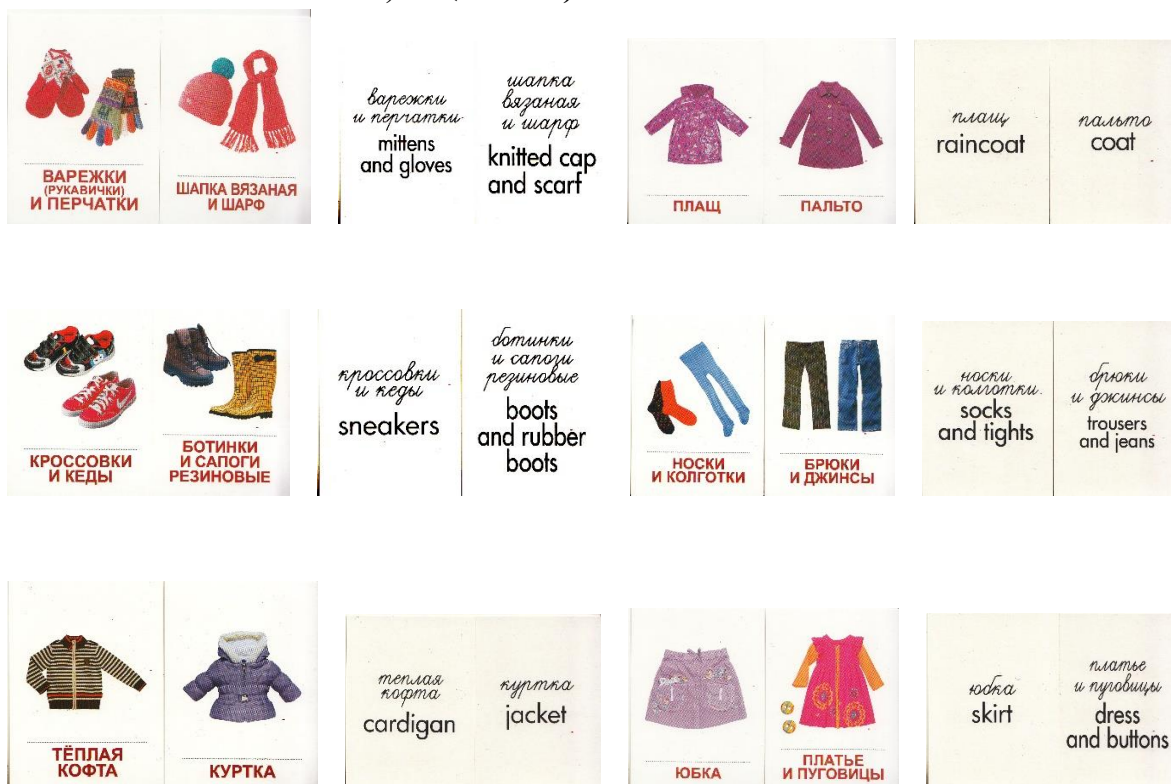 ВАРЕЖКИ
(РУКАВИЧКИ)
И ПЕРЧАТКИ
ШАПКА ВЯЗАНАЯ
И ШАРФ
варежки
и перчатки
mittens
and gloves
шапка
вязаная
и шарф
knitted cap
and scarf
ПЛАЩ
ПАЛЬТО
плащ
raincoat
пальто
coat
КРОССОВКИ
И КЕДЫ
БОТИНКИ
И САПОГИ
РЕЗИНОВЫЕ
кроссовки
и кеды
sneakers
ботинки
и сапоги
резиновые
boots
and rubber
boots
НОСКИ
И КОЛГОТКИ
БРЮКИ
И ДЖИНСЫ
носки
и колготки
socks
and tights
брюки
и джинсы
trousers
and jeans
ТЁПЛАЯ
КОФТА
КУРТКА
теплая
кофта
cardigan
куртка
jacket
ЮБКА
ПЛАТЬЕ
И ПУГОВИЦЫ
юбка
skirt
платье
и пуговицы
dress
and buttons